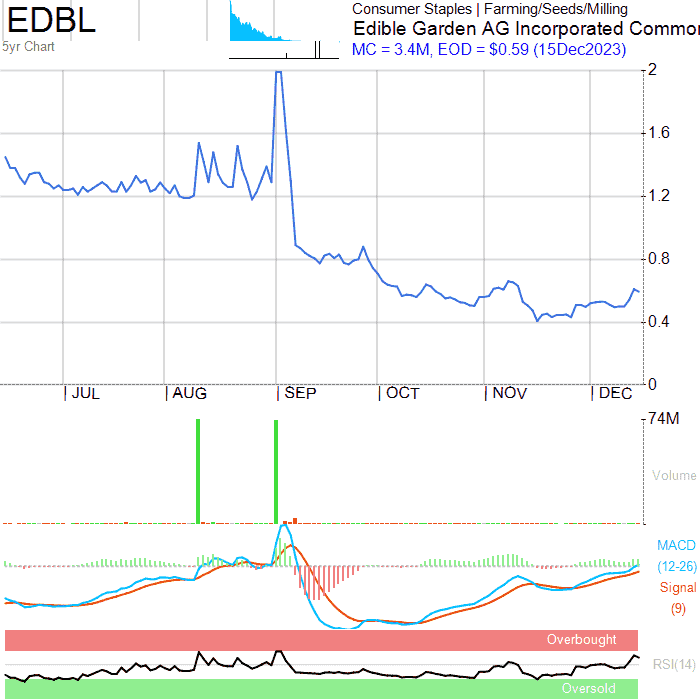 EDBL
5yr Chart
Consumer Staples | Farming/Seeds/Milling
Edible Garden AG Incorporated Commo
MC = 3.4M, EOD = $0.59 (15Dec2023)
2
1.6
1.2
0.8
0.4
0
| JUL | AUG | SEP | OCT | NOV | DEC
74M
Volume
MACD
(12-26)
Signal
(9)
Overbought
RSI(14)
Oversold